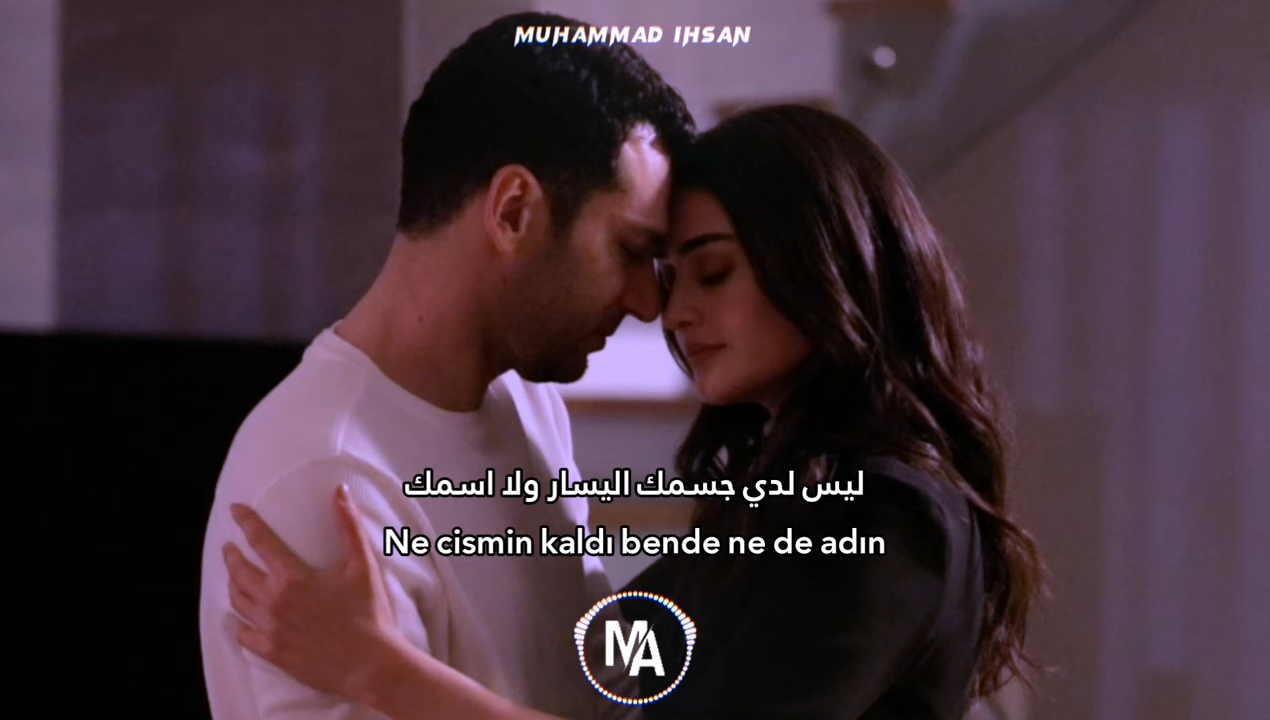 MUHAMMAD IHSAN
ليس لدي جسمك اليسار ولا اسمك
Ne cismin kaldı bende ne de adın
MA